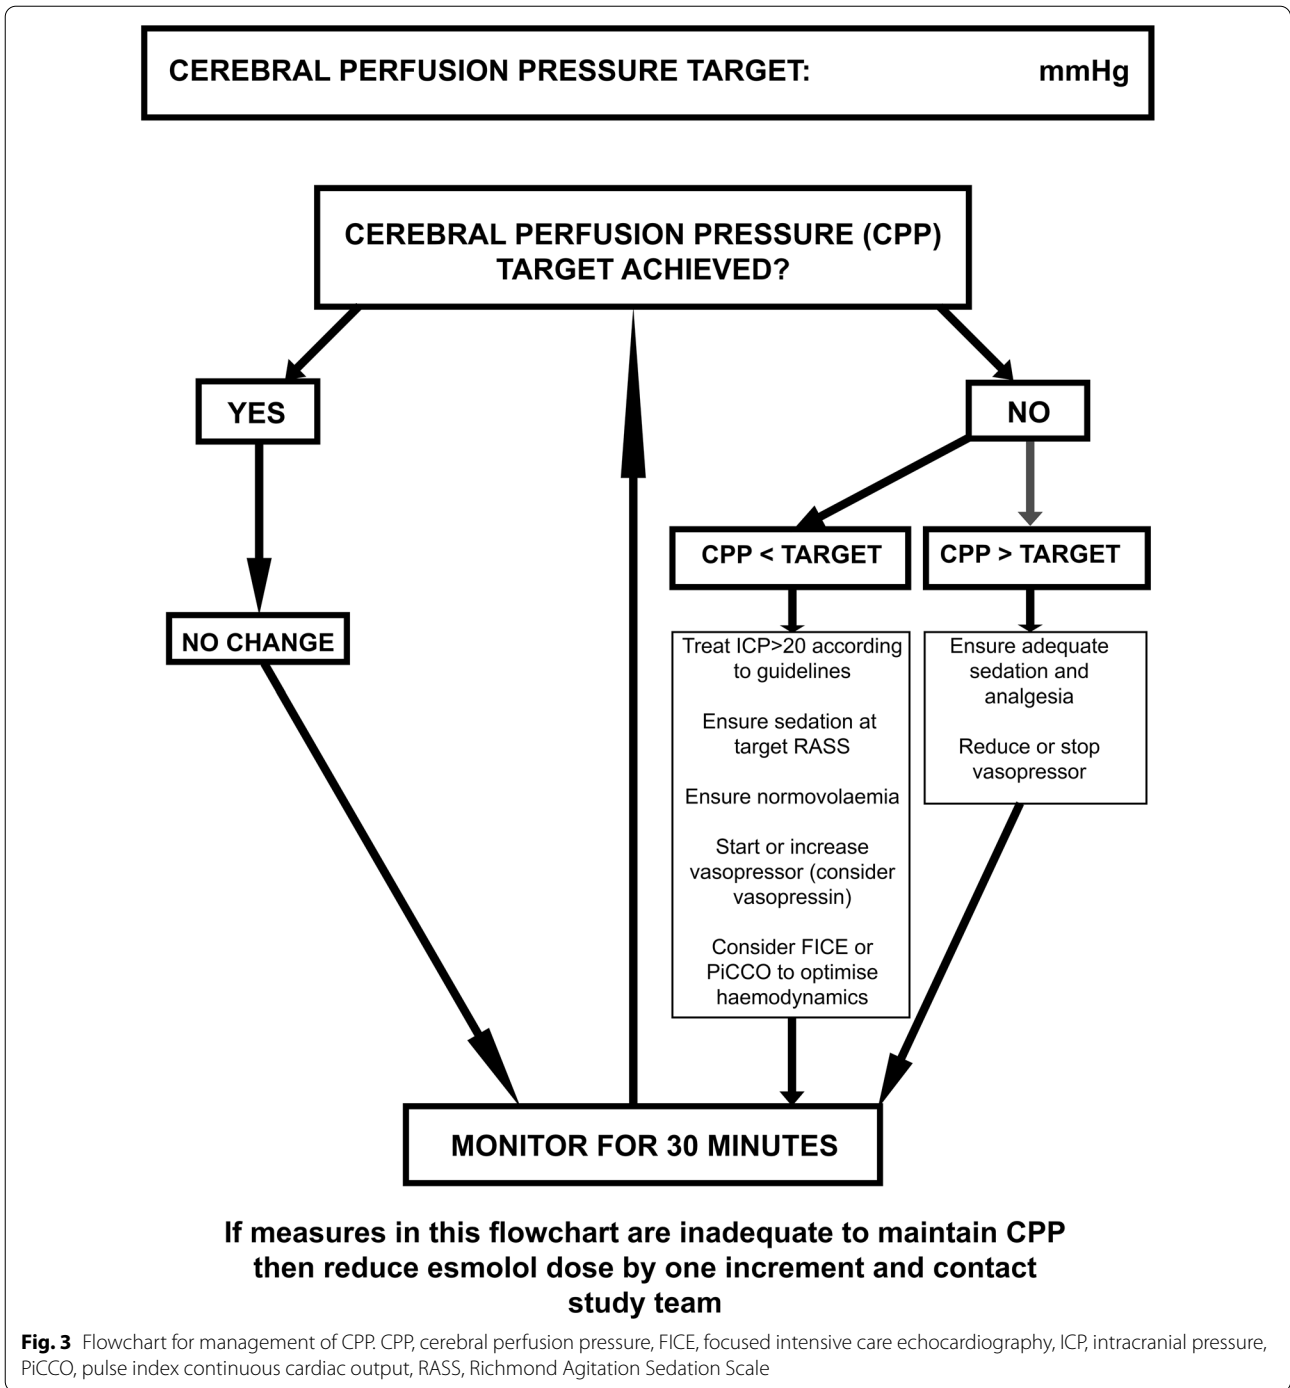 CEREBRAL PERFUSION PRESSURE TARGET: mmHg
CEREBRAL PERFUSION PRESSURE (CPP)
TARGET ACHIEVED?
YES
NO
NO CHANGE
CPP < TARGET
CPP > TARGET
Treat ICP>20 according
to guidelines
Ensure sedation at
target RASS
Ensure normovolaemia
Start or increase
vasopressor (consider
vasopressin)
Consider FICE or
PiCCO to optimise
haemodynamics
Ensure adequate
sedation and
analgesia
Reduce or stop
vasopressor
MONITOR FOR 30 MINUTES
If measures in this flowchart are inadequate to maintain CPP
then reduce esmolol dose by one increment and contact
study team
Fig. 3 Flowchart for management of CPP. CPP, cerebral perfusion pressure, FICE, focused intensive care echocardiography, ICP, intracranial pressure,
PiCCO, pulse index continuous cardiac output, RASS, Richmond Agitation Sedation Scale